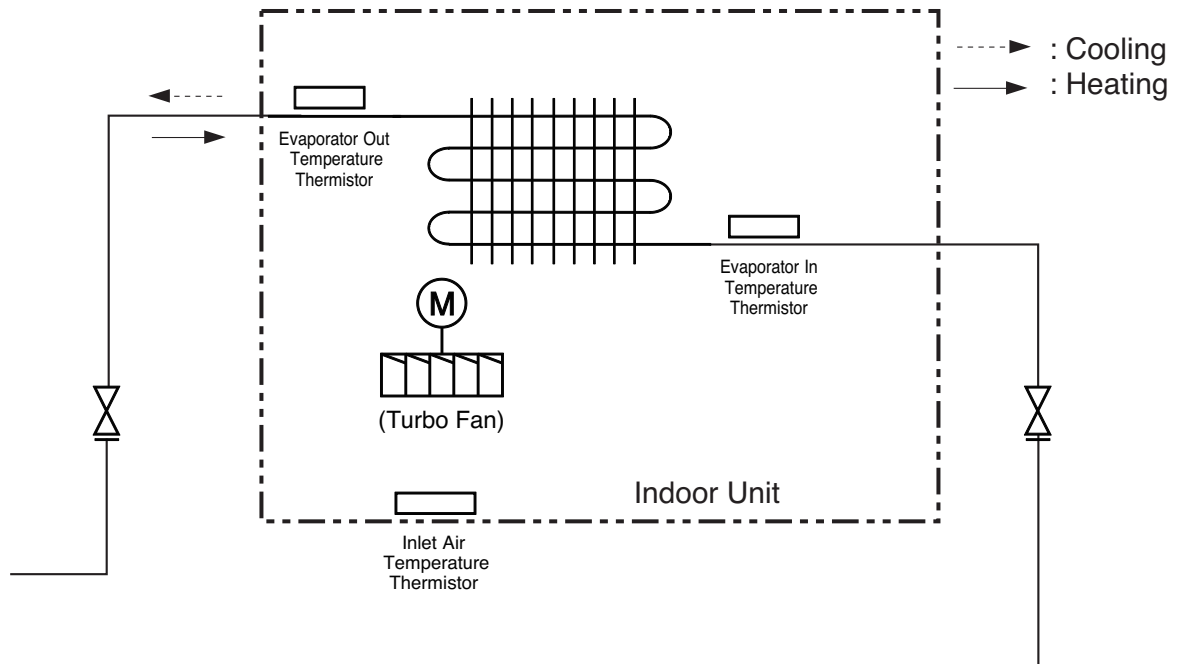 : Cooling
: Heating
Evaporator Out
Temperature
Thermistor
Evaporator In
Temperature
Thermistor
M
(Turbo Fan)
Indoor Unit
Inlet Air
Temperature
Thermistor